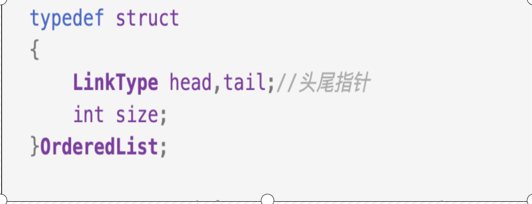 typedef struct
{
LinkType head,tail;//头尾指针
int size;
}OrderedList;